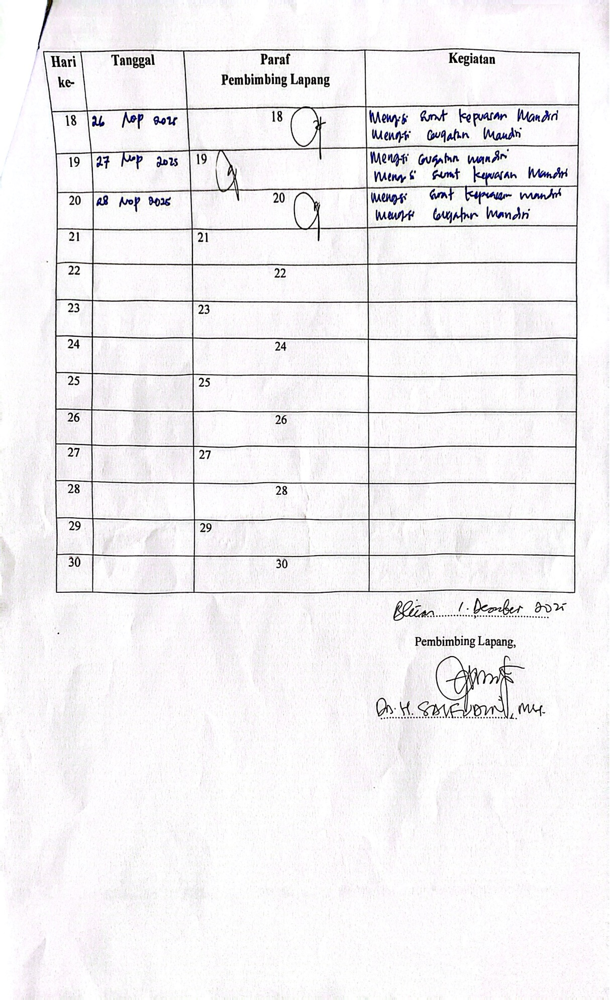 Hari ke-
Tanggal
Paraf
Pembimbing Lapang
Kegiatan
18 26 Nop 2025 18 Mengisi Surat Kepuasan Mandiri
Mengisi Gugatan Mandiri
19 27 Nop 2025 19 Mengisi Gugatan mandiri
Mengisi Surat Kepuasan Mandiri
20 28 Nop 2025 20 Mengisi Surat Kepuasan mandiri
Mengisi Gugatan Mandiri
21 21
22 22
23 23
24 24
25 25
26 26
27 27
28 28
29 29
30 30
Blitar 1. Desember 2025
Pembimbing Lapang,
H. SAIFUDIN,